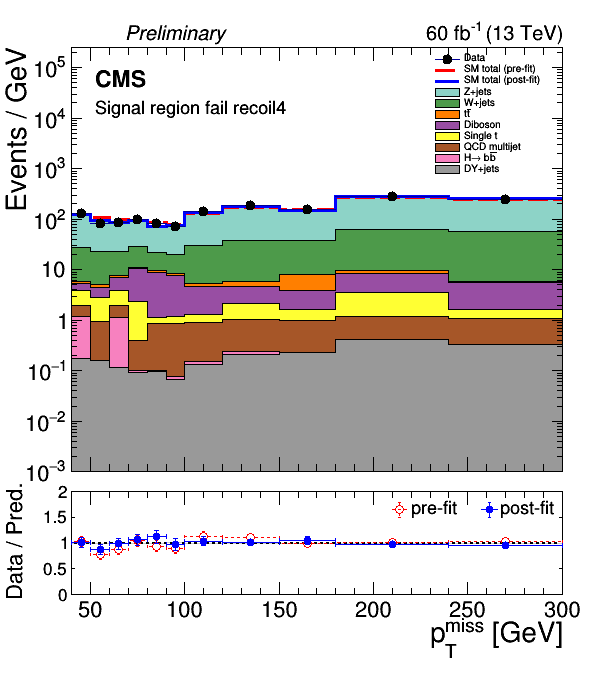 Preliminary 60 fb⁻¹ (13 TeV)
CMS
Signal region fail recoil4
Data
SM total (pre-fit)
SM total (post-fit)
Z+jets
W+jets
tt̅
Diboson
Single t
QCD multijet
H→ bb̅
DY+jets
Events / GeV
10⁵
10⁴
10³
10²
10
1
10⁻¹
10⁻²
10⁻³
pre-fit post-fit
Data / Pred.
2
1.5
1
0.5
0
50 100 150 200 250 300
p_T^miss [GeV]